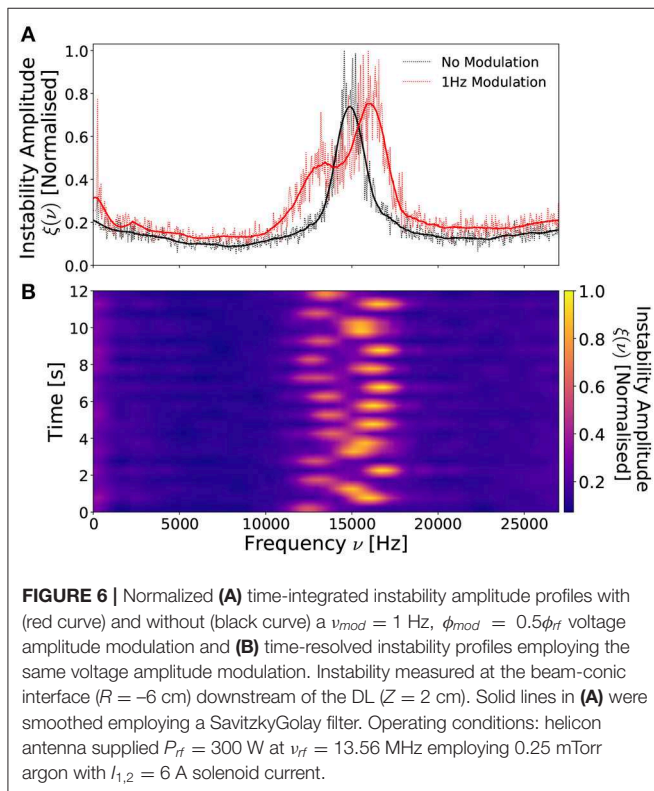 A
Instability Amplitude
ξ(ν) [Normalised]
1.0
0.8
0.6
0.4
0.2
0.0
No Modulation
1Hz Modulation
0
5000
10000
15000
20000
25000
B
Time [s]
12
10
8
6
4
2
0
0
5000
10000
15000
20000
25000
Frequency ν [Hz]
1.0
0.8
0.6
0.4
0.2
Instability Amplitude
ξ(ν) [Normalised]
FIGURE 6 | Normalized (A) time-integrated instability amplitude profiles with
(red curve) and without (black curve) a νmod = 1 Hz, ϕmod = 0.5ϕrf voltage
amplitude modulation and (B) time-resolved instability profiles employing the
same voltage amplitude modulation. Instability measured at the beam-conic
interface (R = –6 cm) downstream of the DL (Z = 2 cm). Solid lines in (A) were
smoothed employing a SavitzkyGolay filter. Operating conditions: helicon
antenna supplied Prf = 300 W at νrf = 13.56 MHz employing 0.25 mTorr
argon with I1,2 = 6 A solenoid current.